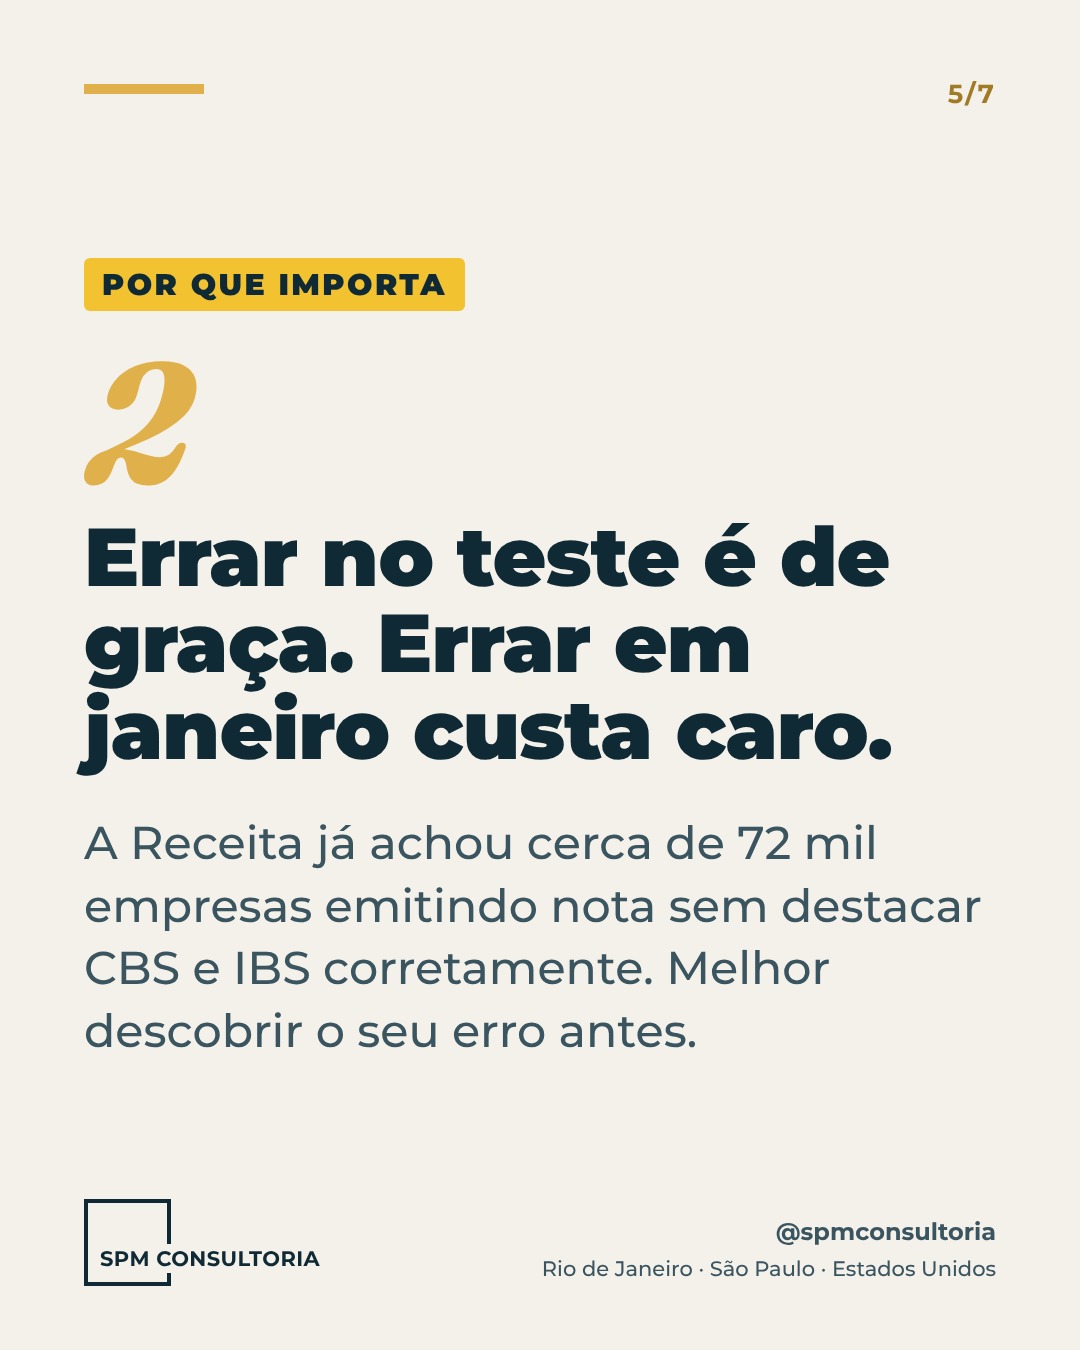 5/7
POR QUE IMPORTA
2
Errar no teste é de
graça. Errar em
janeiro custa caro.
A Receita já achou cerca de 72 mil
empresas emitindo nota sem destacar
CBS e IBS corretamente. Melhor
descobrir o seu erro antes.
SPM CONSULTORIA
@spmconsultoria
Rio de Janeiro · São Paulo · Estados Unidos